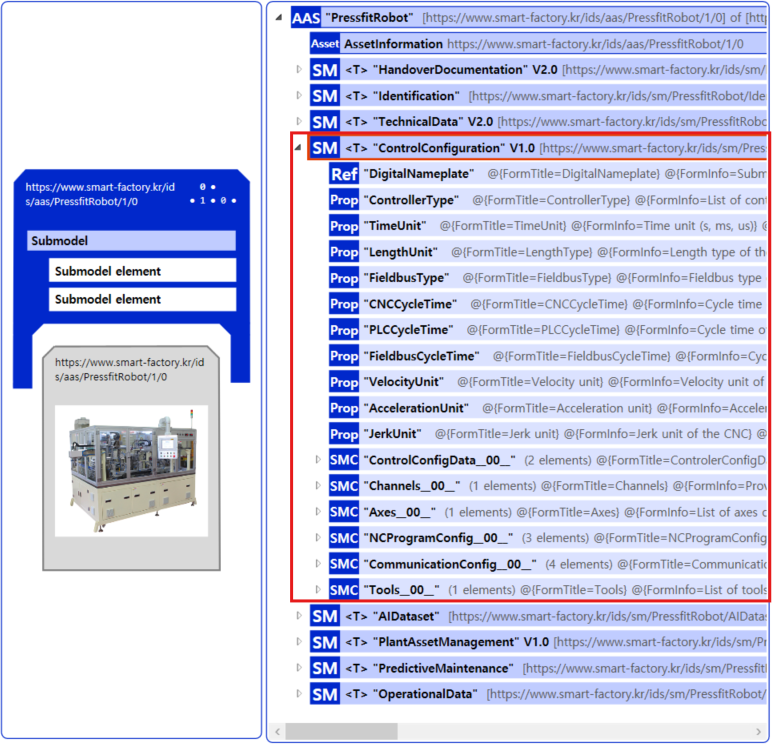 https://www.smart-factory.kr/id
s/aas/PressfitRobot/1/0
0
1 0
Submodel
Submodel element
Submodel element
https://www.smart-factory.kr/id
s/aas/PressfitRobot/1/0
AAS "PressfitRobot" [https://www.smart-factory.kr/ids/aas/PressfitRobot/1/0] of [http
Asset AssetInformation https://www.smart-factory.kr/ids/aas/PressfitRobot/1/0
SM <T> "HandoverDocumentation" V2.0 [https://www.smart-factory.kr/ids/sm/
SM <T> "Identification" [https://www.smart-factory.kr/ids/sm/PressfitRobot/Ide
SM <T> "TechnicalData" V2.0 [https://www.smart-factory.kr/ids/sm/PressfitRobo
SM <T> "ControlConfiguration" V1.0 [https://www.smart-factory.kr/ids/sm/Pres
Ref "DigitalNameplate" @{FormTitle=DigitalNameplate} @{FormInfo=Subm
Prop "ControllerType" @{FormTitle=ControllerType} @{FormInfo=List of cont
Prop "TimeUnit" @{FormTitle=TimeUnit} @{FormInfo=Time unit (s, ms, us)} @
Prop "LengthUnit" @{FormTitle=LengthType} @{FormInfo=Length type of th
Prop "FieldbusType" @{FormTitle=FieldbusType} @{FormInfo=Fieldbus type
Prop "CNCCycleTime" @{FormTitle=CNCCycleTime} @{FormInfo=Cycle time
Prop "PLCCycleTime" @{FormTitle=PLCCycleTime} @{FormInfo=Cycle time o
Prop "FieldbusCycleTime" @{FormTitle=FieldbusCycleTime} @{FormInfo=Cyc
Prop "VelocityUnit" @{FormTitle=Velocity unit} @{FormInfo=Velocity unit of
Prop "AccelerationUnit" @{FormTitle=Acceleration unit} @{FormInfo=Acceler
Prop "JerkUnit" @{FormTitle=Jerk unit} @{FormInfo=Jerk unit of the CNC} @
SMC "ControlConfigData__00__" (2 elements) @{FormTitle=ControlerConfigD
SMC "Channels__00__" (1 elements) @{FormTitle=Channels} @{FormInfo=Prov
SMC "Axes__00__" (1 elements) @{FormTitle=Axes} @{FormInfo=List of axes o
SMC "NCProgramConfig__00__" (3 elements) @{FormTitle=NCProgramConfig
SMC "CommunicationConfig__00__" (4 elements) @{FormTitle=Communicatio
SMC "Tools__00__" (1 elements) @{FormTitle=Tools} @{FormInfo=List of tools
SM <T> "AIDataset" [https://www.smart-factory.kr/ids/sm/PressfitRobot/AIDatas
SM <T> "PlantAssetManagement" V1.0 [https://www.smart-factory.kr/ids/sm/Pr
SM <T> "PredictiveMaintenance" [https://www.smart-factory.kr/ids/sm/Pressfit
SM <T> "OperationalData" [https://www.smart-factory.kr/ids/sm/PressfitRobot/